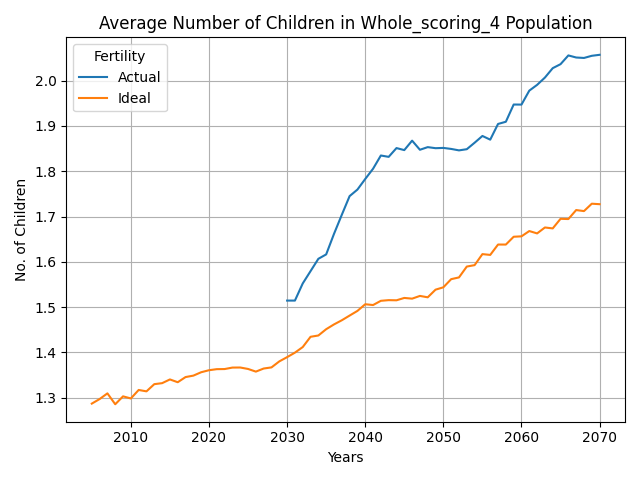 Average Number of Children in Whole_scoring_4 Population
Fertility
Actual
Ideal
No. of Children
2.0
1.9
1.8
1.7
1.6
1.5
1.4
1.3
2010 2020 2030 2040 2050 2060 2070
Years